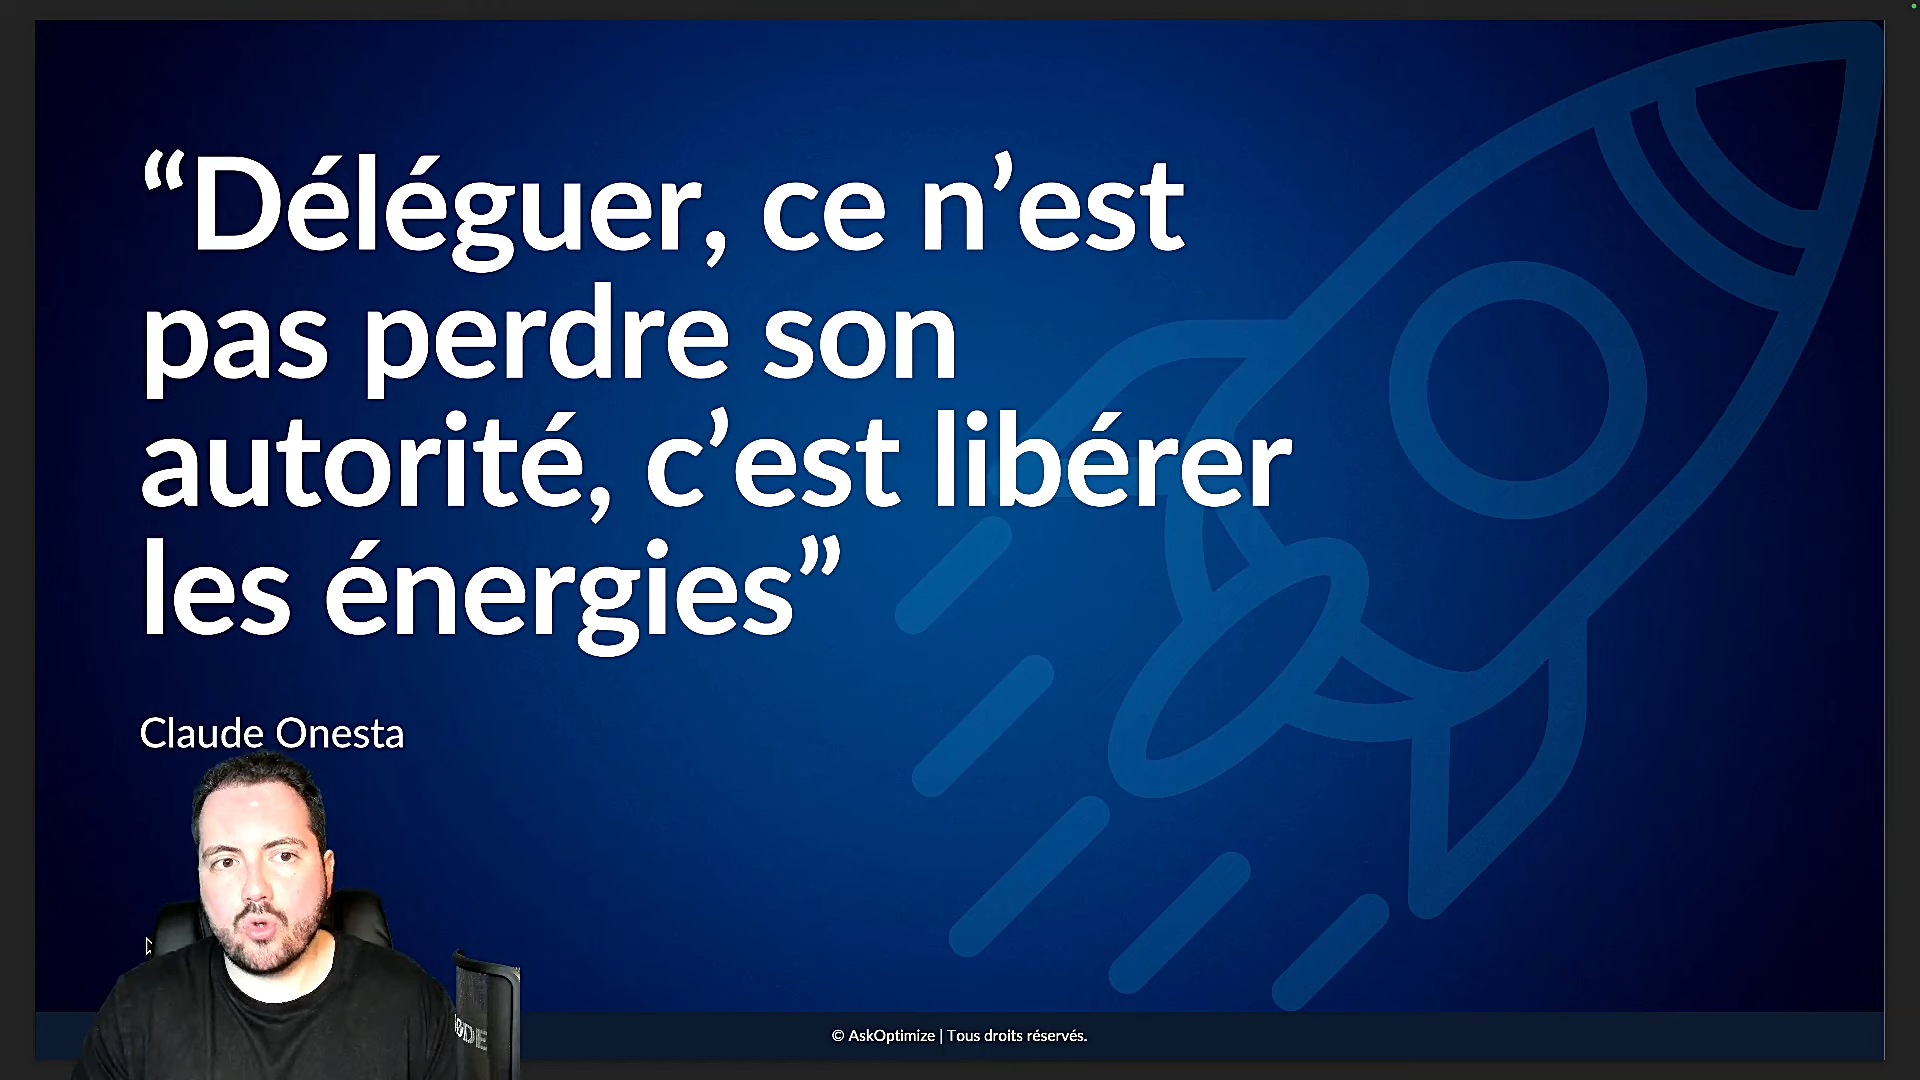 “Déléguer, ce n’est
pas perdre son
autorité, c’est libérer
les énergies”
Claude Onesta
© AskOptimize | Tous droits réservés.